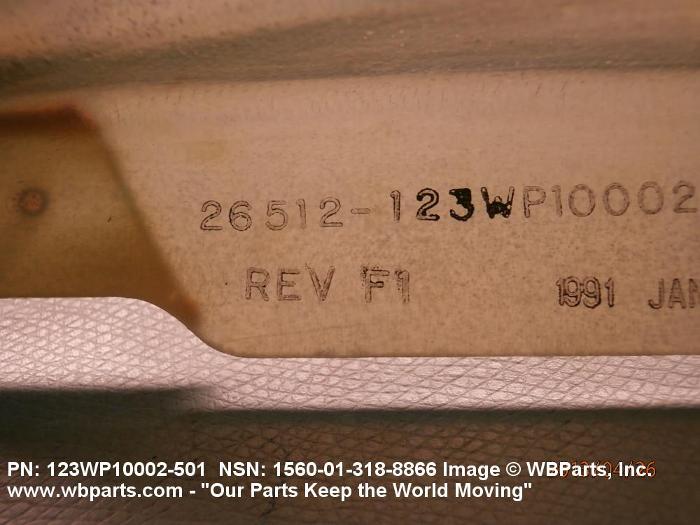 26512-123WP10002
REV F1 1991 JAN
PN: 123WP10002-501 NSN: 1560-01-318-8866 Image © WBParts, Inc.
www.wbparts.com - "Our Parts Keep the World Moving"